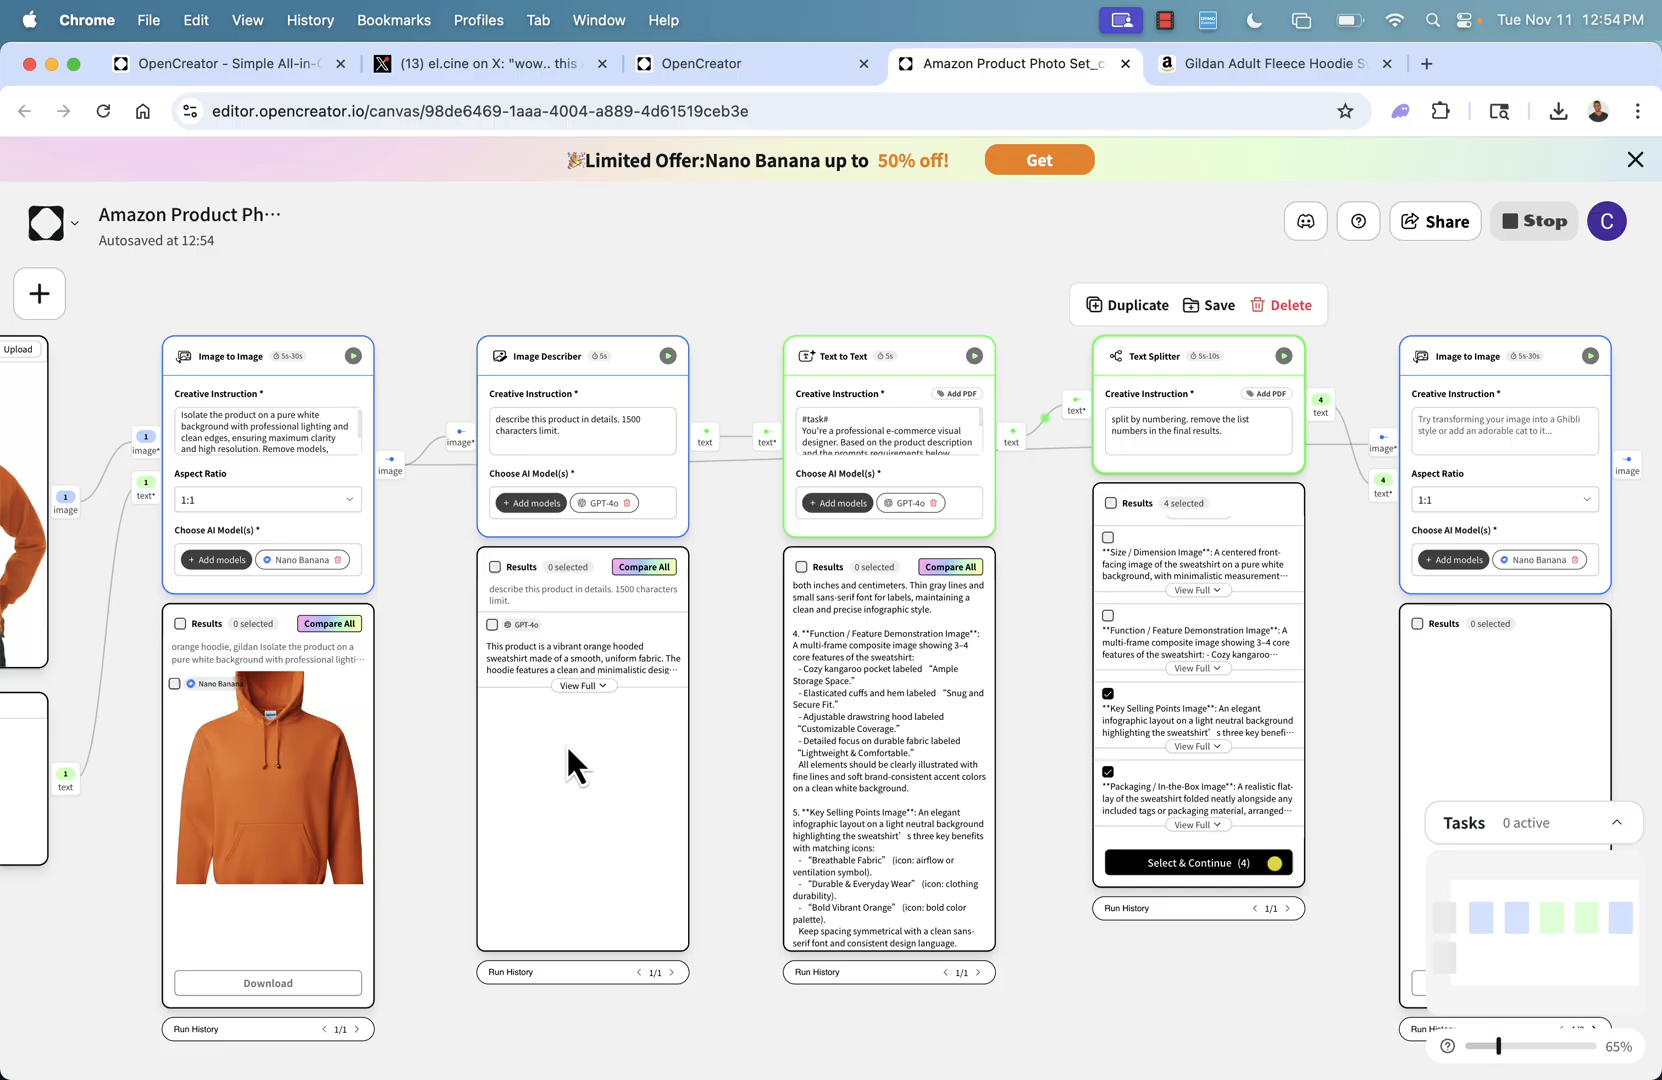 Chrome File Edit View History Bookmarks Profiles Tab Window Help
Tue Nov 11 12:54 PM
OpenCreator - Simple All-in-
(13) el.cine on X: "wow.. this
OpenCreator
Amazon Product Photo Set_c
Gildan Adult Fleece Hoodie S
editor.opencreator.io/canvas/98de6469-1aaa-4004-a889-4d61519ceb3e
🎉Limited Offer:Nano Banana up to 50% off!
Get
Amazon Product Ph···
Autosaved at 12:54
Share
Stop
C
Duplicate Save Delete
Upload
1
image
1
text
1
image*
1
text*
Image to Image 5s-30s
Creative Instruction *
Isolate the product on a pure white
background with professional lighting and
clean edges, ensuring maximum clarity
and high resolution. Remove models,
Aspect Ratio
1:1
Choose AI Model(s) *
+ Add models Nano Banana
Results 0 selected Compare All
orange hoodie, gildan Isolate the product on a
pure white background with professional lighti···
Nano Banana
Download
Run History 1/1
image
image*
Image Describer 5s
Creative Instruction *
describe this product in details. 1500
characters limit.
Choose AI Model(s) *
+ Add models GPT-4o
Results 0 selected Compare All
describe this product in details. 1500 characters
limit.
GPT-4o
This product is a vibrant orange hooded
sweatshirt made of a smooth, uniform fabric. The
hoodie features a clean and minimalistic desig···
View Full
Run History 1/1
text
text*
Text to Text 5s
Creative Instruction * Add PDF
#task#
You're a professional e-commerce visual
designer. Based on the product description
and the prompts requirements below
Choose AI Model(s) *
+ Add models GPT-4o
Results 0 selected Compare All
both inches and centimeters. Thin gray lines and
small sans-serif font for labels, maintaining a
clean and precise infographic style.
4. **Function / Feature Demonstration Image**:
A multi-frame composite image showing 3–4
core features of the sweatshirt:
- Cozy kangaroo pocket labeled “Ample
Storage Space.”
- Elasticated cuffs and hem labeled “Snug and
Secure Fit.”
- Adjustable drawstring hood labeled
“Customizable Coverage.”
- Detailed focus on durable fabric labeled
“Lightweight & Comfortable.”
All elements should be clearly illustrated with
fine lines and soft brand-consistent accent colors
on a clean white background.
5. **Key Selling Points Image**: An elegant
infographic layout on a light neutral background
highlighting the sweatshirt’s three key benefits
with matching icons:
- “Breathable Fabric” (icon: airflow or
ventilation symbol).
- “Durable & Everyday Wear” (icon: clothing
durability).
- “Bold Vibrant Orange” (icon: bold color
palette).
Keep spacing symmetrical with a clean sans-
serif font and consistent design language.
Run History 1/1
text
text*
Text Splitter 5s-10s
Creative Instruction * Add PDF
split by numbering. remove the list
numbers in the final results.
Results 4 selected
**Size / Dimension Image**: A centered front-
facing image of the sweatshirt on a pure white
background, with minimalistic measurement···
View Full
**Function / Feature Demonstration Image**: A
multi-frame composite image showing 3–4 core
features of the sweatshirt: - Cozy kangaroo···
View Full
**Key Selling Points Image**: An elegant
infographic layout on a light neutral background
highlighting the sweatshirt’s three key benefi···
View Full
**Packaging / In-the-Box Image**: A realistic flat-
lay of the sweatshirt folded neatly alongside any
included tags or packaging material, arranged···
View Full
Select & Continue (4)
Run History 1/1
4
text
image*
4
text*
Image to Image 5s-30s
Creative Instruction *
Try transforming your image into a Ghibli
style or add an adorable cat to it...
Aspect Ratio
1:1
Choose AI Model(s) *
+ Add models Nano Banana
Results 0 selected
image
Tasks 0 active
65%